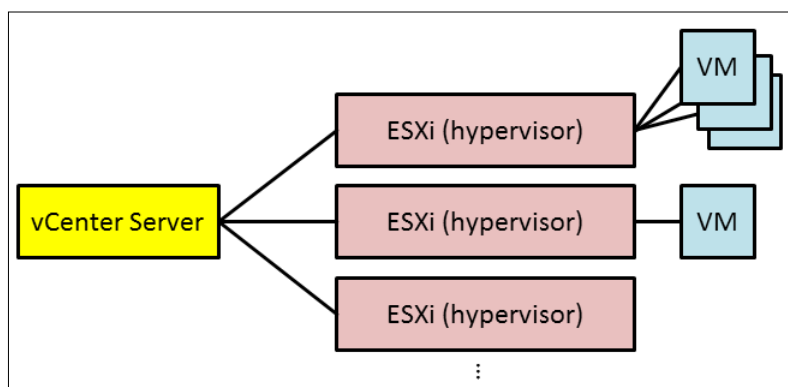 VM
ESXi (hypervisor)
vCenter Server
ESXi (hypervisor)
VM
ESXi (hypervisor)
...